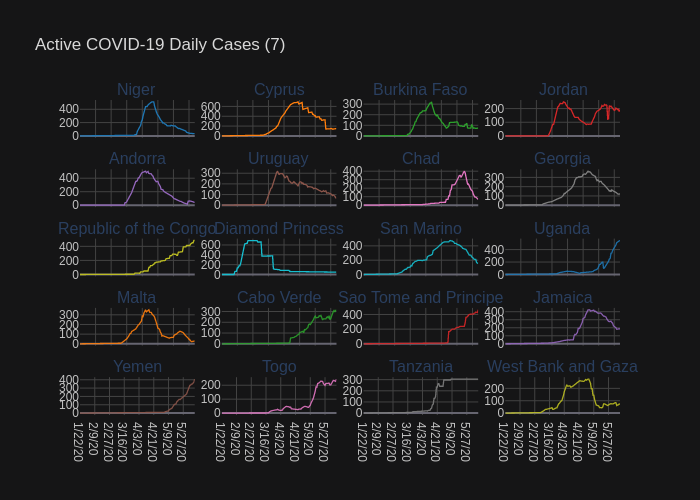 Active COVID-19 Daily Cases (7)
Niger Cyprus Burkina Faso Jordan
400 200 0 600 400 200 0 300 200 100 0 200 100 0
Andorra Uruguay Chad Georgia
400 200 0 300 200 100 0 400 300 200 100 0 300 200 100 0
Republic of the Congo Diamond Princess San Marino Uganda
400 200 0 600 400 200 0 400 200 0 400 200 0
Malta Cabo Verde Sao Tome and Principe Jamaica
300 200 100 0 300 200 100 0 400 200 0 400 300 200 100 0
Yemen Togo Tanzania West Bank and Gaza
400 300 200 100 0 200 100 0 300 200 100 0 200 100 0
1/22/20 2/9/20 2/27/20 3/16/20 4/3/20 4/21/20 5/9/20 5/27/20 1/22/20 2/9/20 2/27/20 3/16/20 4/3/20 4/21/20 5/9/20 5/27/20 1/22/20 2/9/20 2/27/20 3/16/20 4/3/20 4/21/20 5/9/20 5/27/20 1/22/20 2/9/20 2/27/20 3/16/20 4/3/20 4/21/20 5/9/20 5/27/20